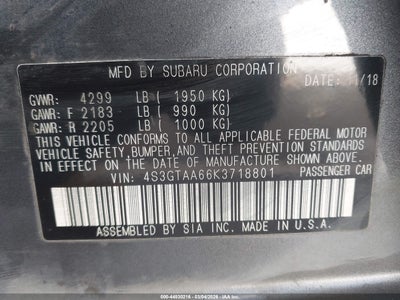 MFD BY SUBARU CORPORATION
DATE: 11/18
GVWR: 4299 LB ( 1950 KG)
GAWR: F 2183 LB ( 990 KG)
GAWR: R 2205 LB ( 1000 KG)
THIS VEHICLE CONFORMS TO ALL APPLICABLE FEDERAL MOTOR
VEHICLE SAFETY, BUMPER, AND THEFT PREVENTION STANDARDS
IN EFFECT ON THE DATE OF MANUFACTURE SHOWN ABOVE.
VIN: 4S3GTAA66K3718801 PASSENGER CAR
ASSEMBLED BY SIA INC. MADE IN U.S.A.